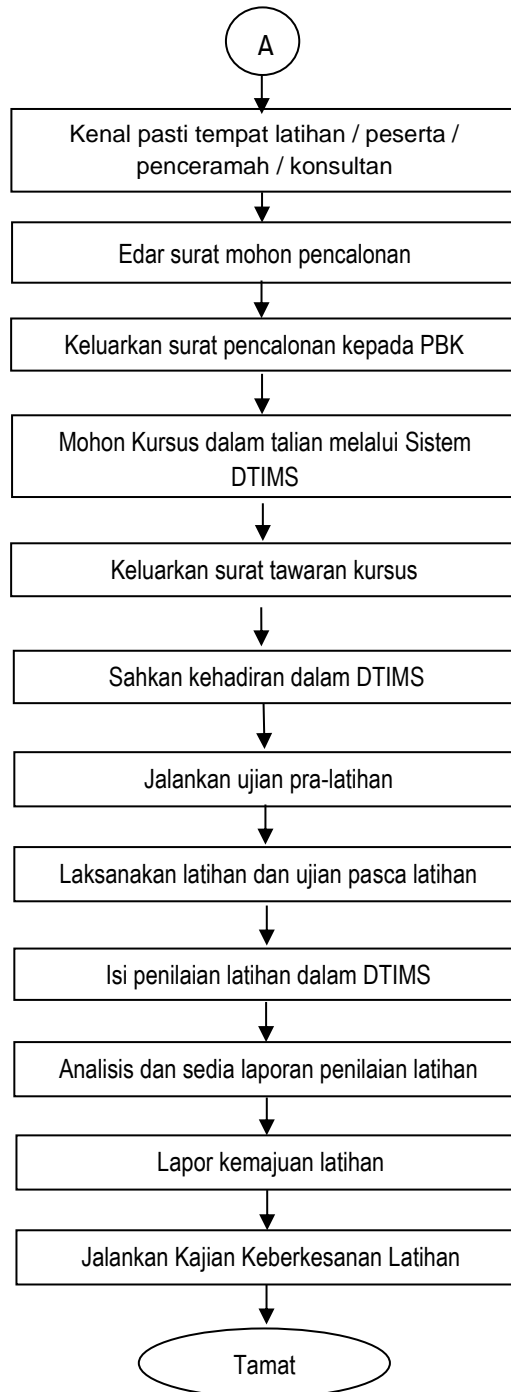 A
Kenal pasti tempat latihan / peserta /
penceramah / konsultan
Edar surat mohon pencalonan
Keluarkan surat pencalonan kepada PBK
Mohon Kursus dalam talian melalui Sistem
DTIMS
Keluarkan surat tawaran kursus
Sahkan kehadiran dalam DTIMS
Jalankan ujian pra-latihan
Laksanakan latihan dan ujian pasca latihan
Isi penilaian latihan dalam DTIMS
Analisis dan sedia laporan penilaian latihan
Lapor kemajuan latihan
Jalankan Kajian Keberkesanan Latihan
Tamat